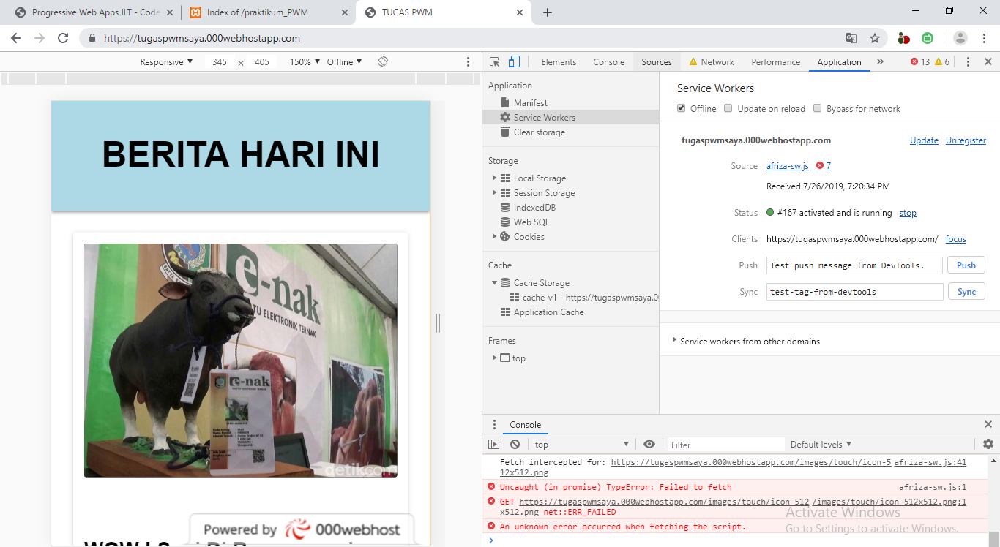 Progressive Web Apps ILT - Code
Index of /praktikum_PWM
TUGAS PWM
https://tugaspwmsaya.000webhostapp.com
Responsive ▼ 345 x 405 150% ▼ Offline ▼
Elements Console Sources Network Performance Application » 13 6
BERITA HARI INI
e-nak
TU ELEKTRONIK TERNAK
e-nak
detikcom
Powered by 000webhost
Application
Manifest
Service Workers
Clear storage
Storage
Local Storage
Session Storage
IndexedDB
Web SQL
Cookies
Cache
Cache Storage
cache-v1 - https://tugaspwmsaya.0
Application Cache
Frames
top
Service Workers
Offline Update on reload Bypass for network
tugaspwmsaya.000webhostapp.com Update Unregister
Source afriza-sw.js 7
Received 7/26/2019, 7:20:34 PM
Status #167 activated and is running stop
Clients https://tugaspwmsaya.000webhostapp.com/ focus
Push Test push message from DevTools. Push
Sync test-tag-from-devtools Sync
Service workers from other domains
Console
top ▼ Filter Default levels ▼
Fetch intercepted for: https://tugaspwmsaya.000webhostapp.com/images/touch/icon-5 afriza-sw.js:41
12x512.png
Uncaught (in promise) TypeError: Failed to fetch afriza-sw.js:1
GET https://tugaspwmsaya.000webhostapp.com/images/touch/icon-512 /images/touch/icon-512x512.png:1
x512.png net::ERR_FAILED
An unknown error occurred when fetching the script.
Activate Windows
Go to Settings to activate Windows.